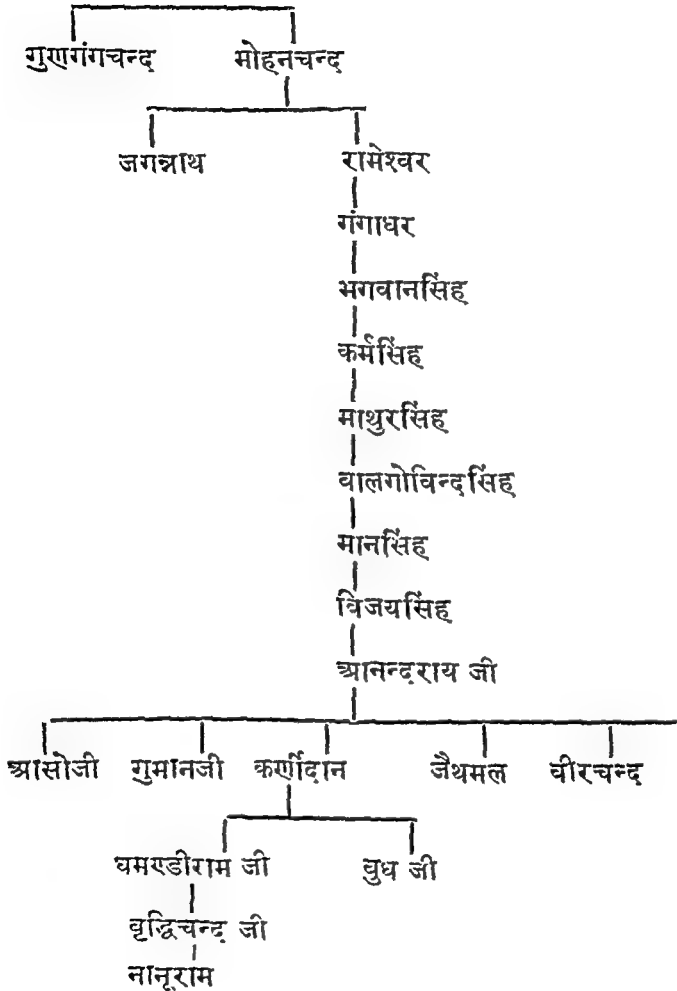 गुणगंगचन्द मोहनचन्द
जगन्नाथ रामेश्वर
गंगाधर
भगवानसिंह
कर्मसिंह
माथुरसिंह
वालगोविन्दसिंह
मानसिंह
विजयसिंह
आनन्दराय जी
आसोजी गुमानजी कर्णीदान जैथमल वीरचन्द
घमण्डीराम जी वुध जी
वृद्धिचन्द जी
नानूराम